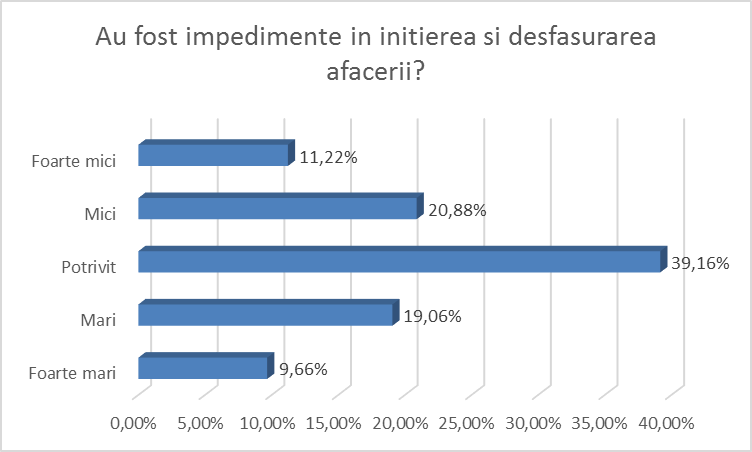 Au fost impedimente in initierea si desfasurarea
afacerii?
Foarte mici 11,22%
Mici 20,88%
Potrivit 39,16%
Mari 19,06%
Foarte mari 9,66%
0,00% 5,00% 10,00% 15,00% 20,00% 25,00% 30,00% 35,00% 40,00%